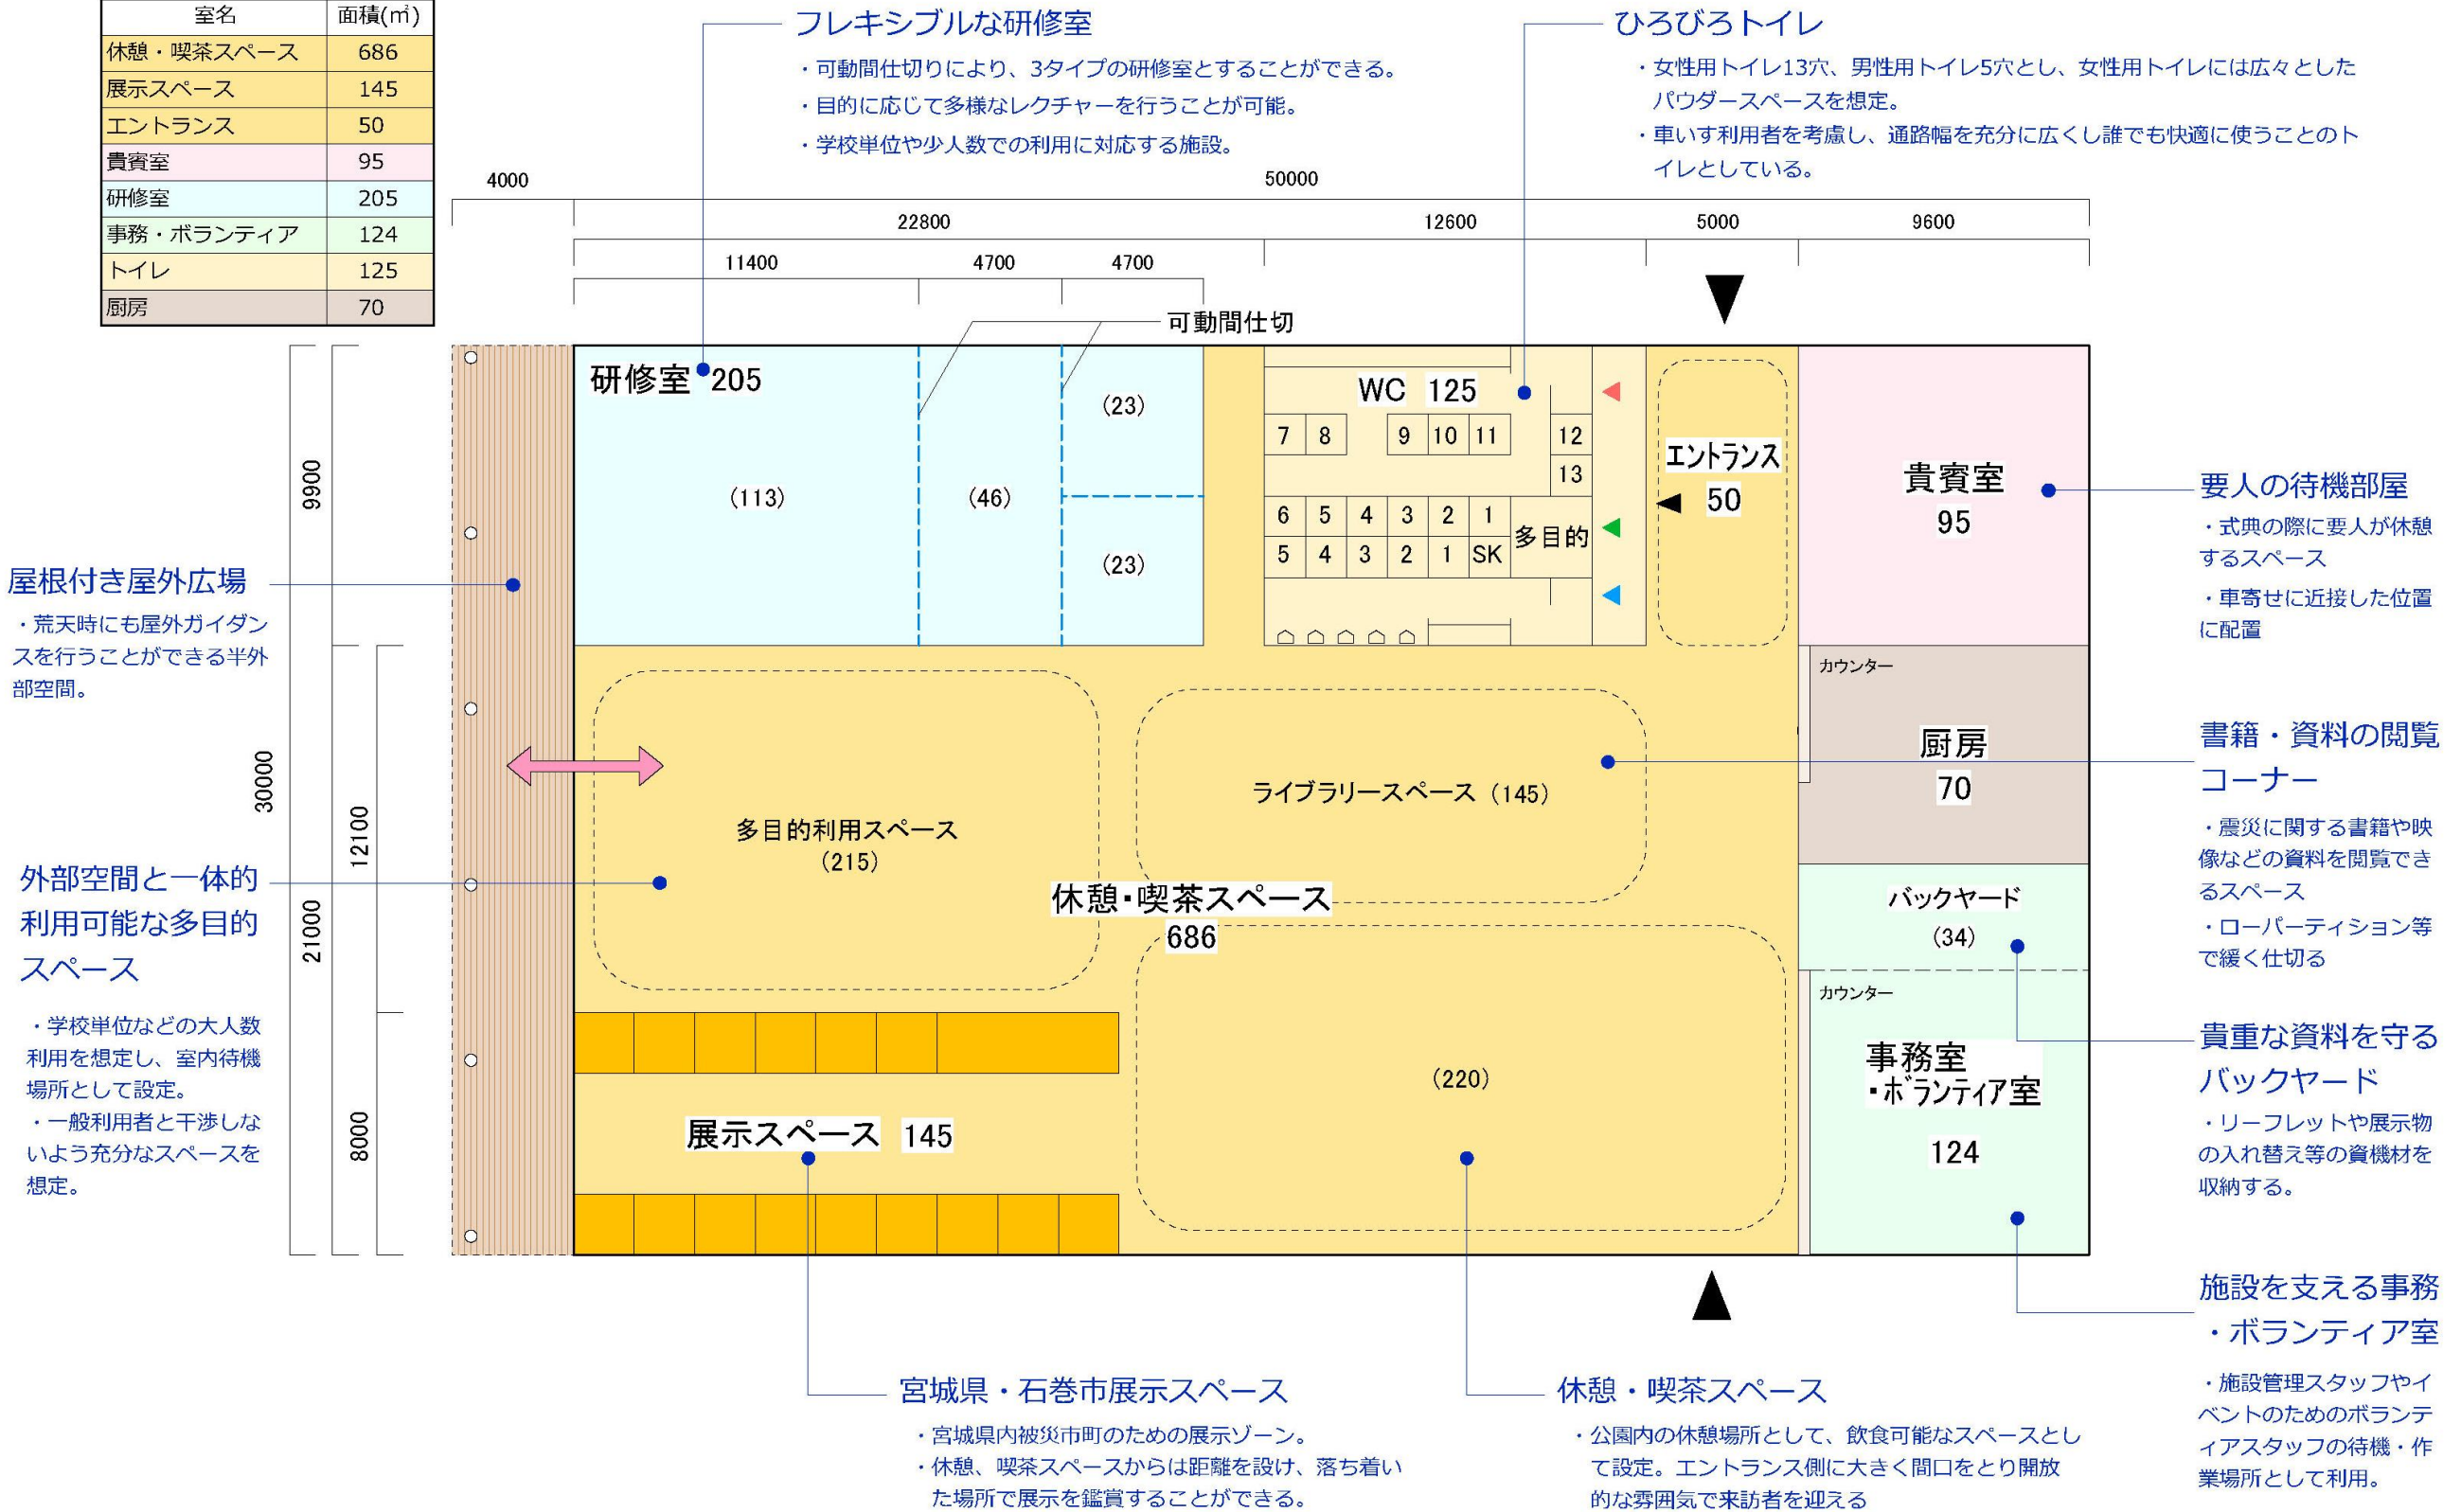 室名 面積(㎡)
休憩・喫茶スペース 686
展示スペース 145
エントランス 50
貴賓室 95
研修室 205
事務・ボランティア 124
トイレ 125
厨房 70
フレキシブルな研修室
・可動間仕切りにより、3タイプの研修室とすることができる。
・目的に応じて多様なレクチャーを行うことが可能。
・学校単位や少人数での利用に対応する施設。
ひろびろトイレ
・女性用トイレ13穴、男性用トイレ5穴とし、女性用トイレには広々とした
パウダースペースを想定。
・車いす利用者を考慮し、通路幅を充分に広くし誰でも快適に使うことのト
イレとしている。
4000 50000
22800 12600 5000 9600
11400 4700 4700
可動間仕切
研修室 205
(113)
(46)
(23)
(23)
WC 125
7 8 9 10 11 12
13
6 5 4 3 2 1
5 4 3 2 1 SK
多目的
エントランス
50
貴賓室
95
カウンター
厨房
70
バックヤード
(34)
カウンター
事務室
・ボランティア室
124
多目的利用スペース
(215)
ライブラリースペース (145)
休憩・喫茶スペース
686
(220)
展示スペース 145
9900
30000
21000
12100
8000
屋根付き屋外広場
・荒天時にも屋外ガイダン
スを行うことができる半外
部空間。
外部空間と一体的
利用可能な多目的
スペース
・学校単位などの大人数
利用を想定し、室内待機
場所として設定。
・一般利用者と干渉しな
いよう充分なスペースを
想定。
要人の待機部屋
・式典の際に要人が休憩
するスペース
・車寄せに近接した位置
に配置
書籍・資料の閲覧
コーナー
・震災に関する書籍や映
像などの資料を閲覧でき
るスペース
・ローパーティション等
で緩く仕切る
貴重な資料を守る
バックヤード
・リーフレットや展示物
の入れ替え等の資機材を
収納する。
施設を支える事務
・ボランティア室
・施設管理スタッフやイ
ベントのためのボランテ
ィアスタッフの待機・作
業場所として利用。
宮城県・石巻市展示スペース
・宮城県内被災市町のための展示ゾーン。
・休憩、喫茶スペースからは距離を設け、落ち着い
た場所で展示を鑑賞することができる。
休憩・喫茶スペース
・公園内の休憩場所として、飲食可能なスペースとし
て設定。エントランス側に大きく間口をとり開放
的な雰囲気で来訪者を迎える